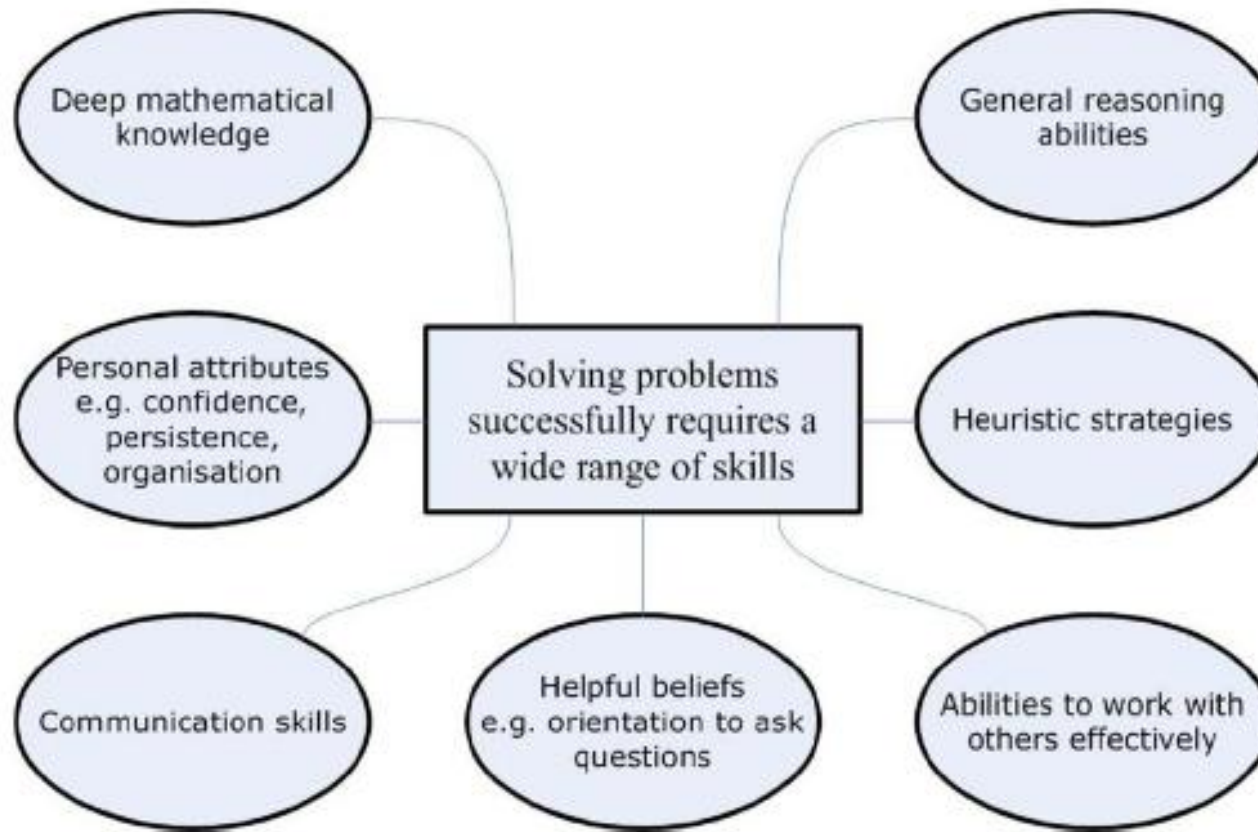 Deep mathematical
knowledge
General reasoning
abilities
Personal attributes
e.g. confidence,
persistence,
organisation
Solving problems
successfully requires a
wide range of skills
Heuristic strategies
Communication skills
Helpful beliefs
e.g. orientation to ask
questions
Abilities to work with
others effectively